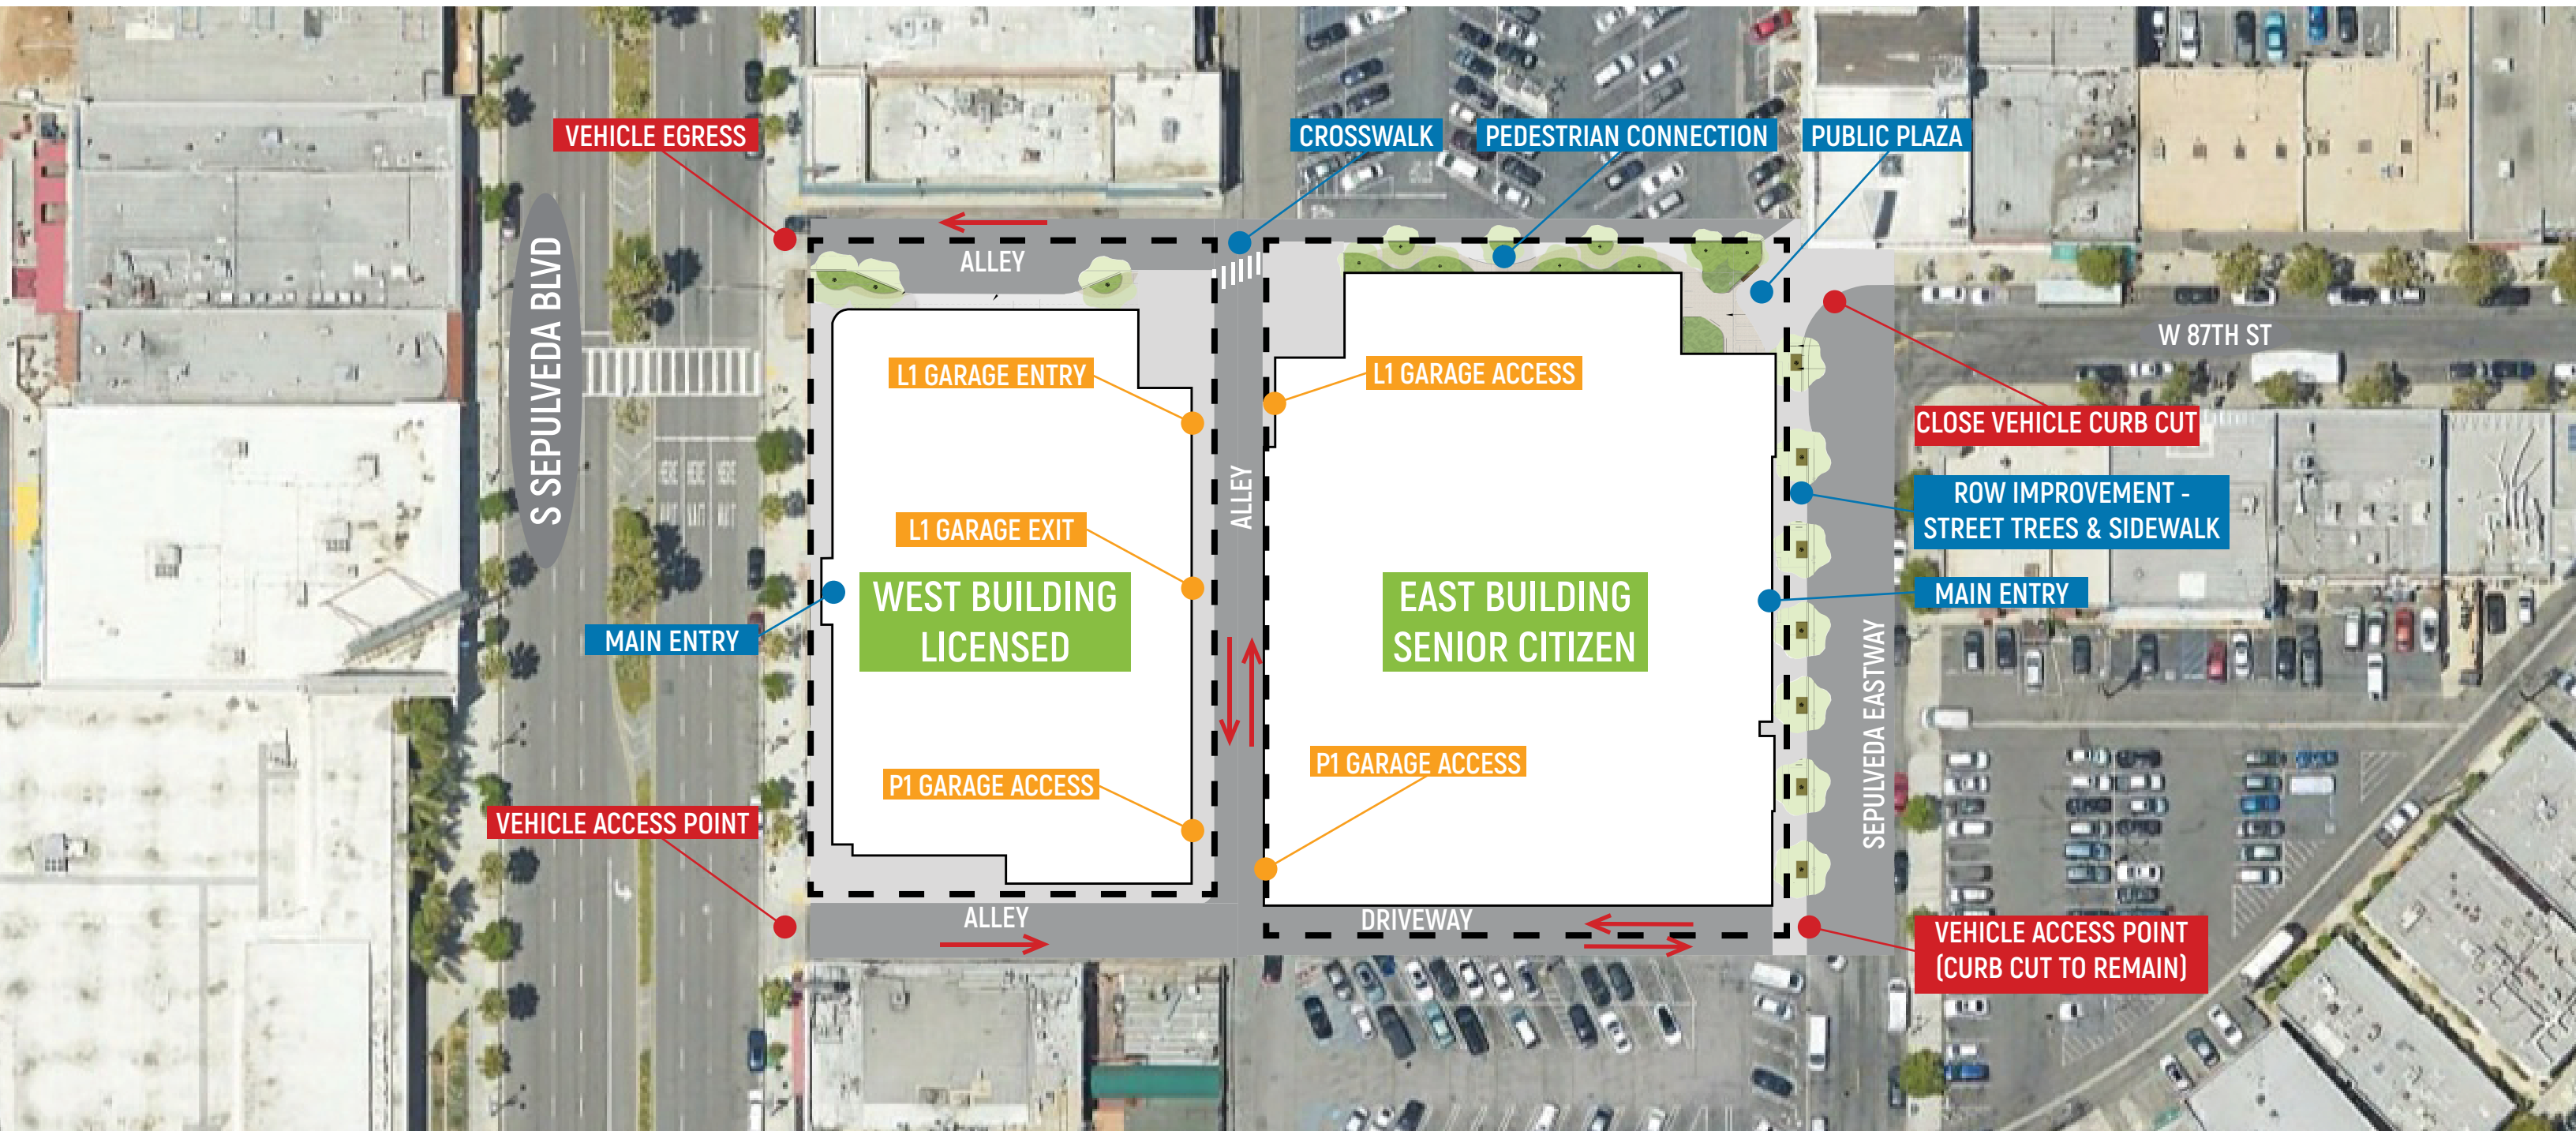 VEHICLE EGRESS
CROSSWALK
PEDESTRIAN CONNECTION
PUBLIC PLAZA
S SEPULVEDA BLVD
ALLEY
W 87TH ST
L1 GARAGE ENTRY
L1 GARAGE ACCESS
CLOSE VEHICLE CURB CUT
ALLEY
ROW IMPROVEMENT -
STREET TREES & SIDEWALK
L1 GARAGE EXIT
WEST BUILDING
LICENSED
EAST BUILDING
SENIOR CITIZEN
MAIN ENTRY
MAIN ENTRY
SEPULVEDA EASTWAY
P1 GARAGE ACCESS
P1 GARAGE ACCESS
VEHICLE ACCESS POINT
ALLEY
DRIVEWAY
VEHICLE ACCESS POINT
(CURB CUT TO REMAIN)